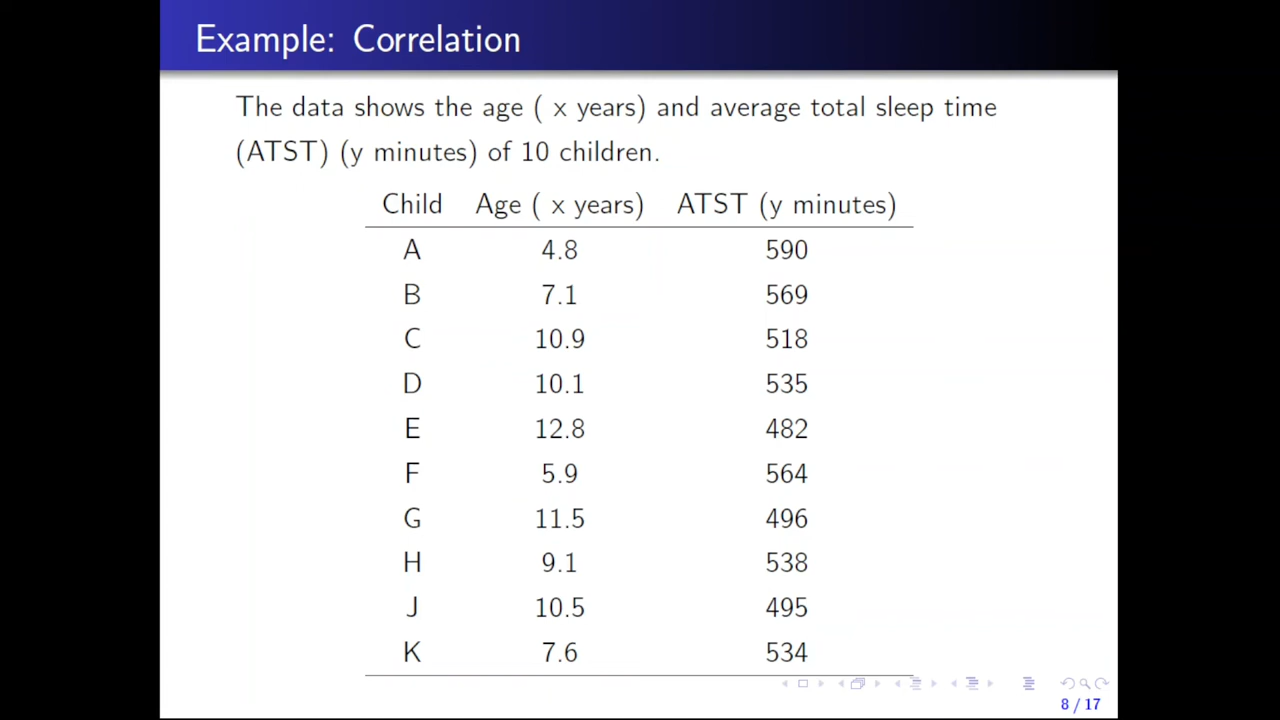 Example: Correlation
The data shows the age ( x years) and average total sleep time
(ATST) (y minutes) of 10 children.
Child Age ( x years) ATST (y minutes)
A 4.8 590
B 7.1 569
C 10.9 518
D 10.1 535
E 12.8 482
F 5.9 564
G 11.5 496
H 9.1 538
J 10.5 495
K 7.6 534
8 / 17